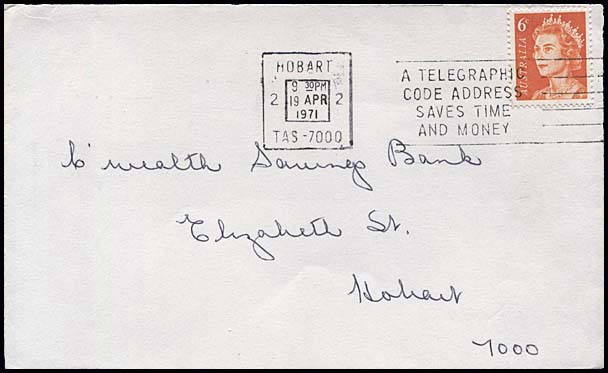 HOBART
2 9 30PM 2
19 APR
1971
TAS-7000
A TELEGRAPHIC
CODE ADDRESS
SAVES TIME
AND MONEY
6c
AUSTRALIA
C'wealth Savings Bank
Elizabeth St.
Hobart
7000